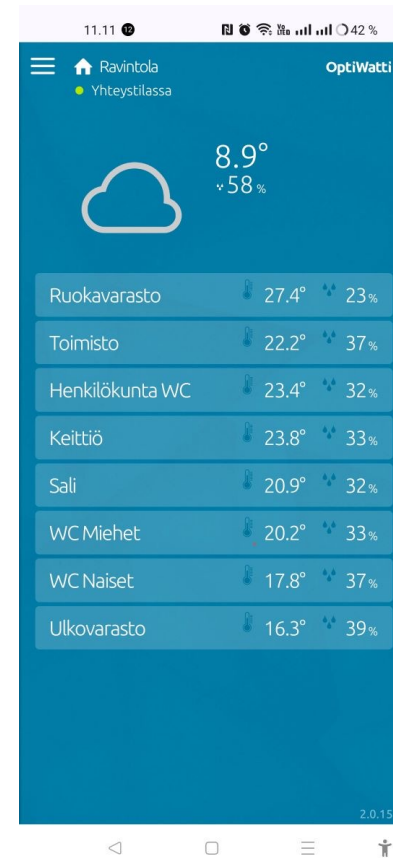 11.11 12 42 %
Ravintola OptiWatti
Yhteystilassa
8.9°
58 %
Ruokavarasto 27.4° 23%
Toimisto 22.2° 37%
Henkilökunta WC 23.4° 32%
Keittiö 23.8° 33%
Sali 20.9° 32%
WC Miehet 20.2° 33%
WC Naiset 17.8° 37%
Ulkovarasto 16.3° 39%
2.0.15